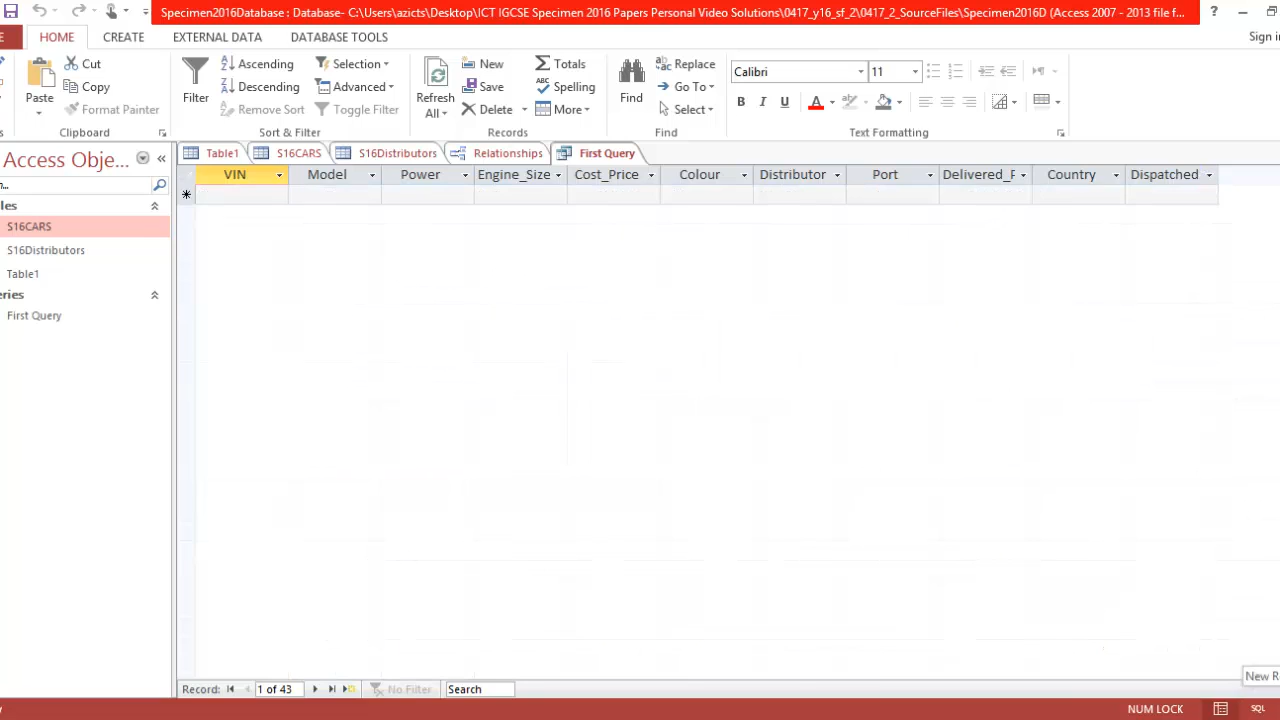 Specimen2016Database : Database- C:\Users\azicts\Desktop\ICT IGCSE Specimen 2016 Papers Personal Video Solutions\0417_y16_sf_2\0417_2_SourceFiles\Specimen2016D (Access 2007 - 2013 file f... ?
E HOME CREATE EXTERNAL DATA DATABASE TOOLS Sign in
Cut Ascending Selection New Totals Replace Calibri 11
Copy Descending Advanced Save Spelling Go To
Paste Filter Refresh Find B I U A
Format Painter Remove Sort Toggle Filter All Delete More Select
Clipboard Sort & Filter Records Find Text Formatting
Access Obje... « Table1 S16CARS S16Distributors Relationships First Query
VIN Model Power Engine_Size Cost_Price Colour Distributor Port Delivered_F Country Dispatched
...
les
S16CARS
S16Distributors
Table1
eries
First Query
New R
Record: 1 of 43 No Filter Search
NUM LOCK SQL